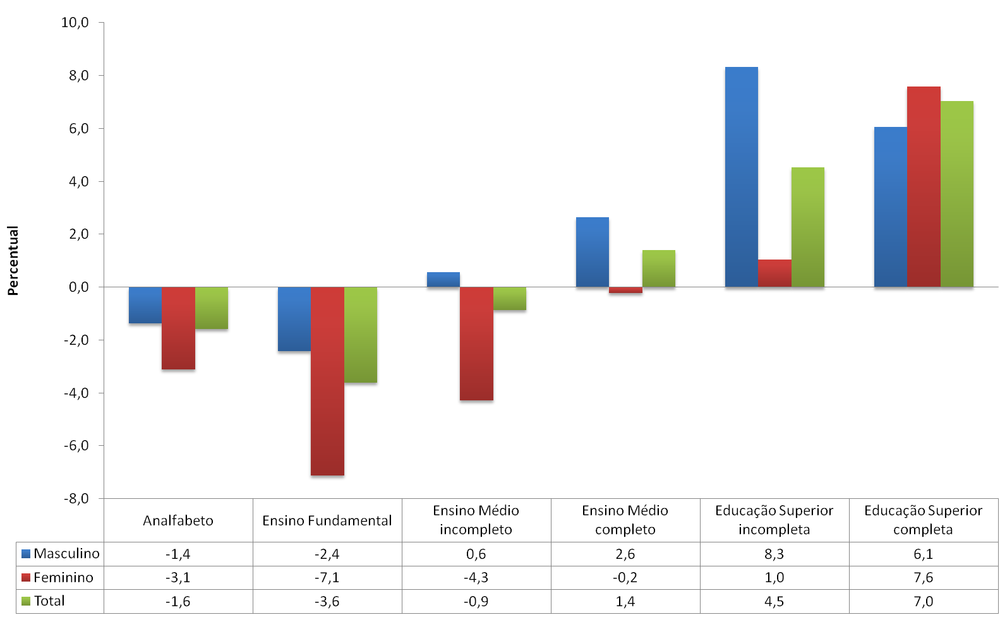 10,0
8,0
6,0
4,0
2,0
0,0
-2,0
-4,0
-6,0
-8,0
Percentual
Analfabeto
Ensino Fundamental
Ensino Médio
incompleto
Ensino Médio
completo
Educação Superior
incompleta
Educação Superior
completa
Masculino -1,4 -2,4 0,6 2,6 8,3 6,1
Feminino -3,1 -7,1 -4,3 -0,2 1,0 7,6
Total -1,6 -3,6 -0,9 1,4 4,5 7,0